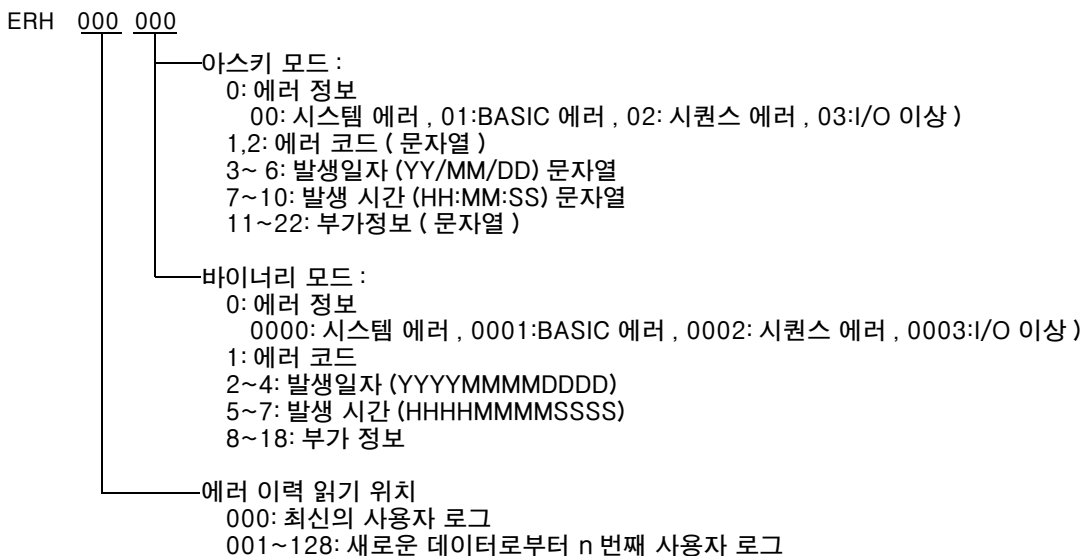 ERH 000 000
아스키 모드 :
0: 에러 정보
00: 시스템 에러 , 01:BASIC 에러 , 02: 시퀀스 에러 , 03:I/O 이상 )
1,2: 에러 코드 ( 문자열 )
3~ 6: 발생일자 (YY/MM/DD) 문자열
7~10: 발생 시간 (HH:MM:SS) 문자열
11~22: 부가정보 ( 문자열 )
바이너리 모드 :
0: 에러 정보
0000: 시스템 에러 , 0001:BASIC 에러 , 0002: 시퀀스 에러 , 0003:I/O 이상 )
1: 에러 코드
2~4: 발생일자 (YYYYMMMMDDDD)
5~7: 발생 시간 (HHHHMMMMSSSS)
8~18: 부가 정보
에러 이력 읽기 위치
000: 최신의 사용자 로그
001~128: 새로운 데이터로부터 n 번째 사용자 로그